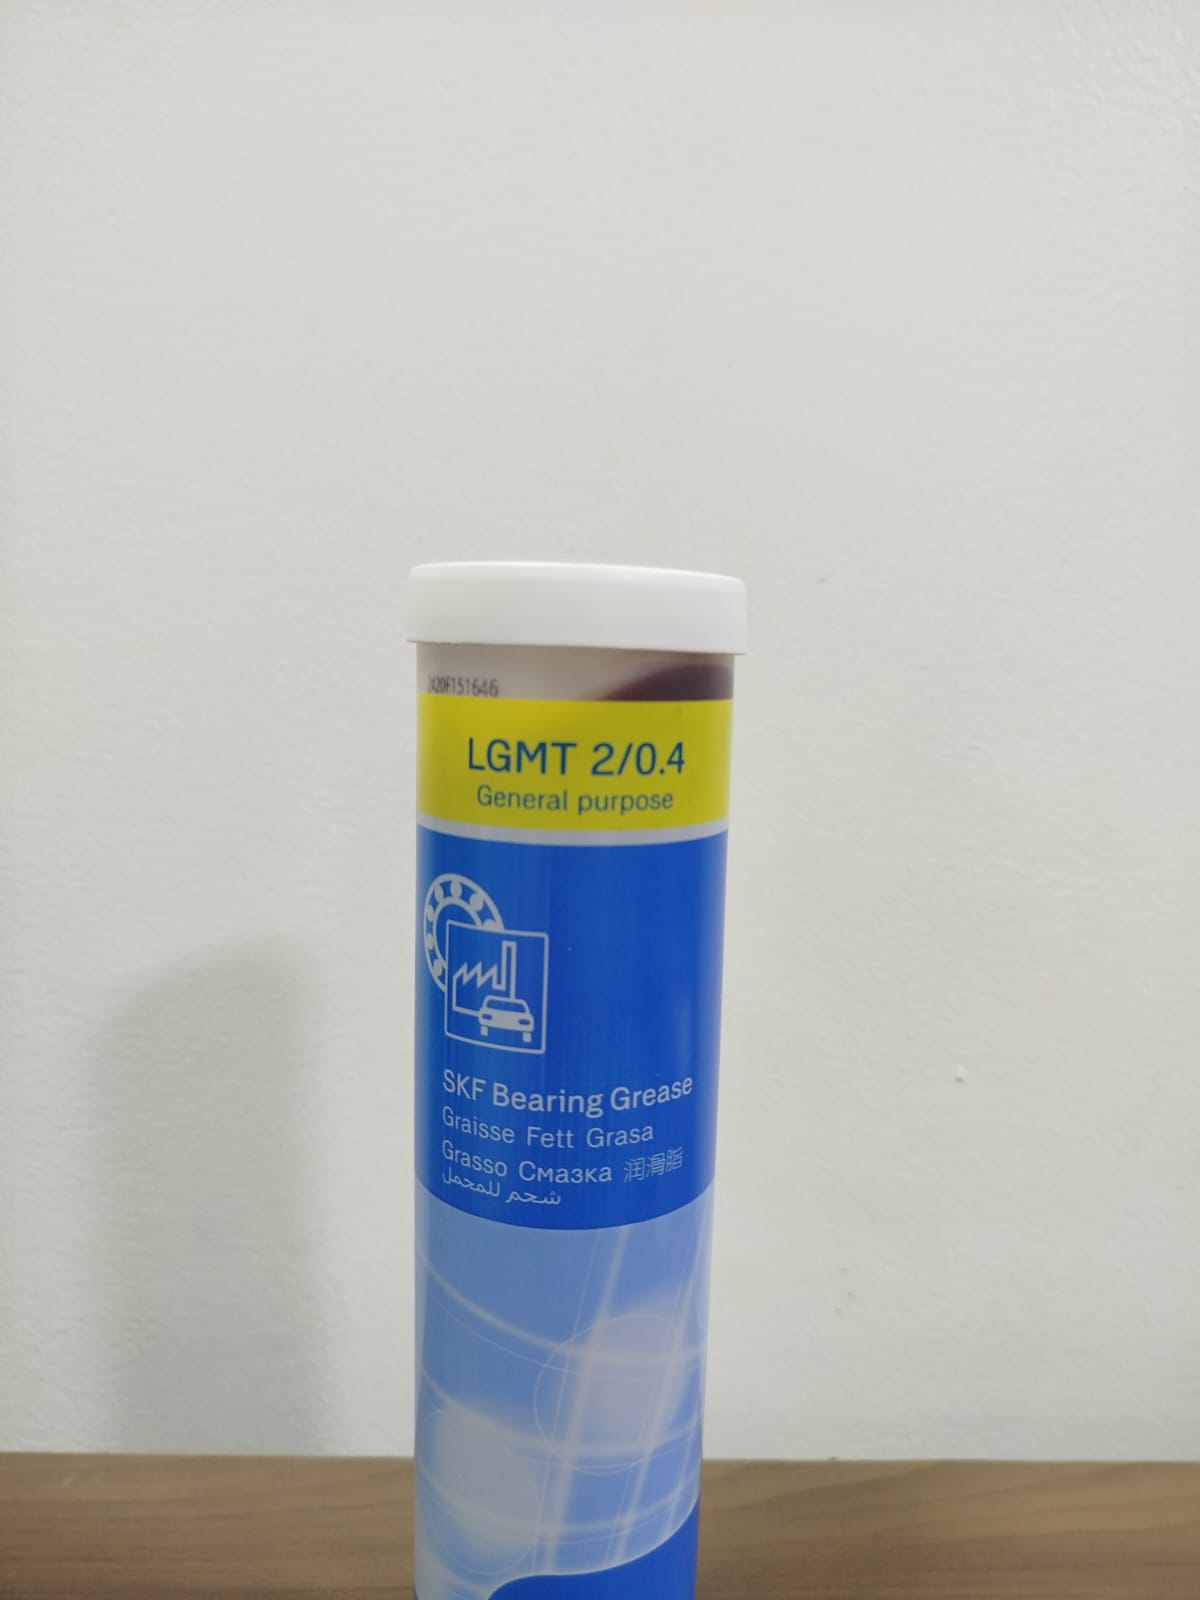 2420F151646
LGMT 2/0.4
General purpose
SKF Bearing Grease
Graisse Fett Grasa
Grasso Смазка 润滑脂
شحم للمحمل